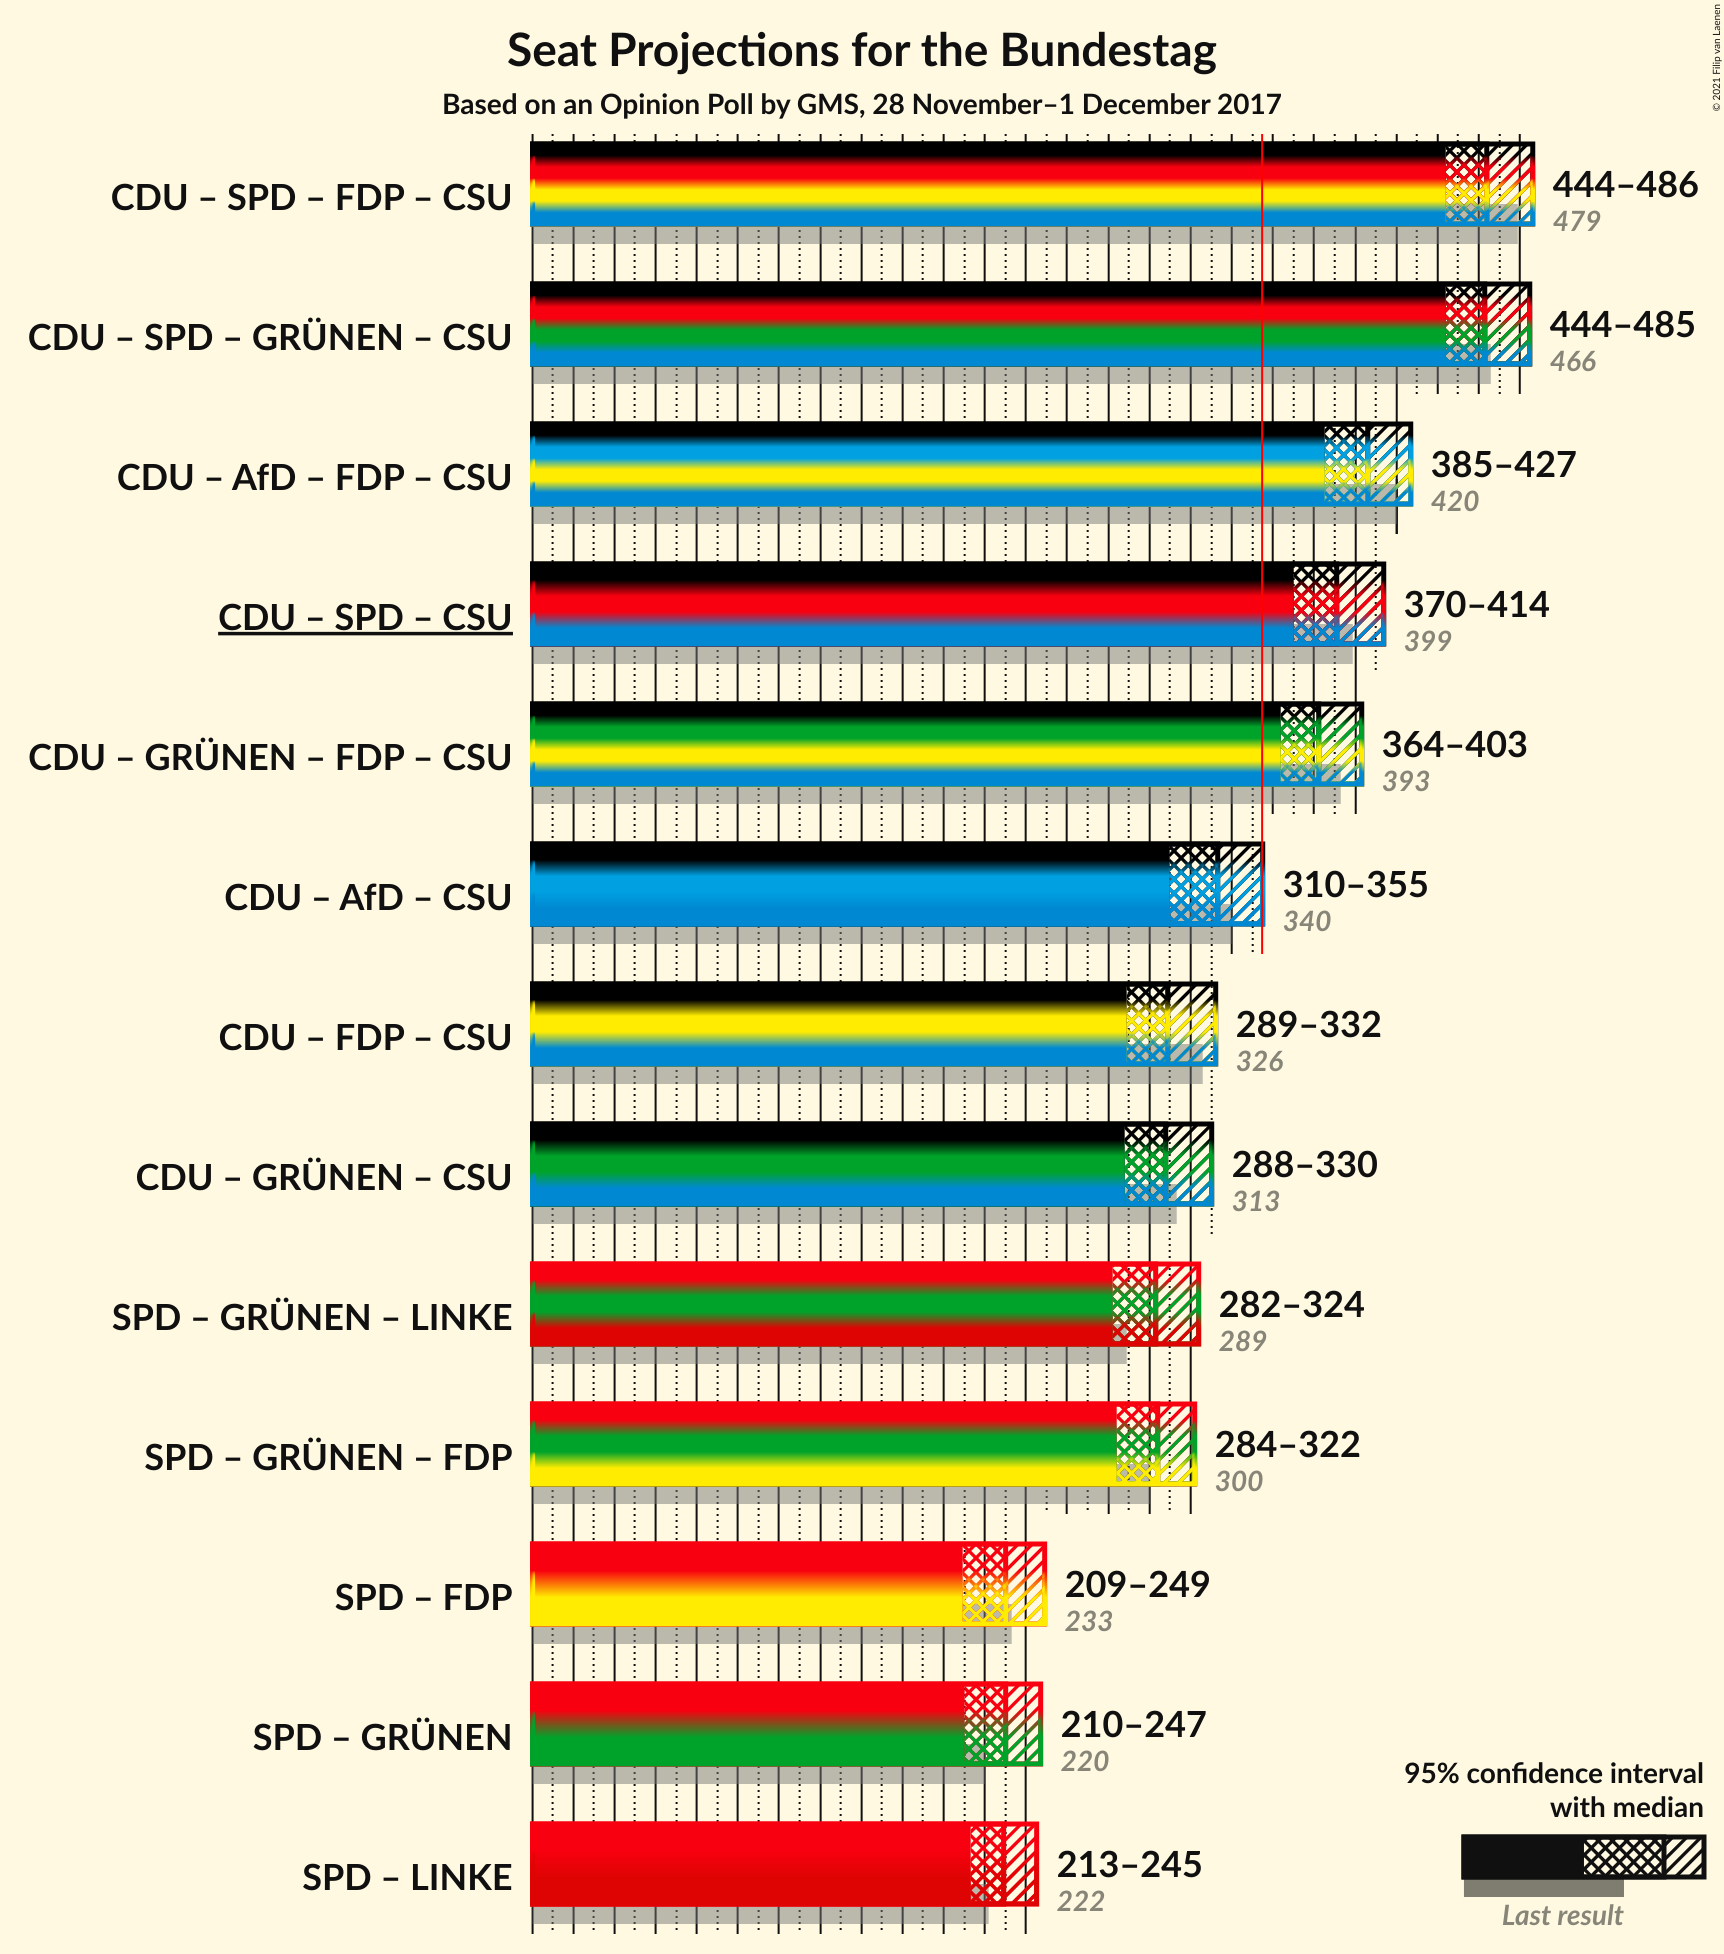 Seat Projections for the Bundestag
Based on an Opinion Poll by GMS, 28 November–1 December 2017
© 2021 Filip van Laenen
CDU – SPD – FDP – CSU
444–486
479
CDU – SPD – GRÜNEN – CSU
444–485
466
CDU – AfD – FDP – CSU
385–427
420
CDU – SPD – CSU
370–414
399
CDU – GRÜNEN – FDP – CSU
364–403
393
CDU – AfD – CSU
310–355
340
CDU – FDP – CSU
289–332
326
CDU – GRÜNEN – CSU
288–330
313
SPD – GRÜNEN – LINKE
282–324
289
SPD – GRÜNEN – FDP
284–322
300
SPD – FDP
209–249
233
SPD – GRÜNEN
210–247
220
SPD – LINKE
213–245
222
95% confidence interval
with median
Last result